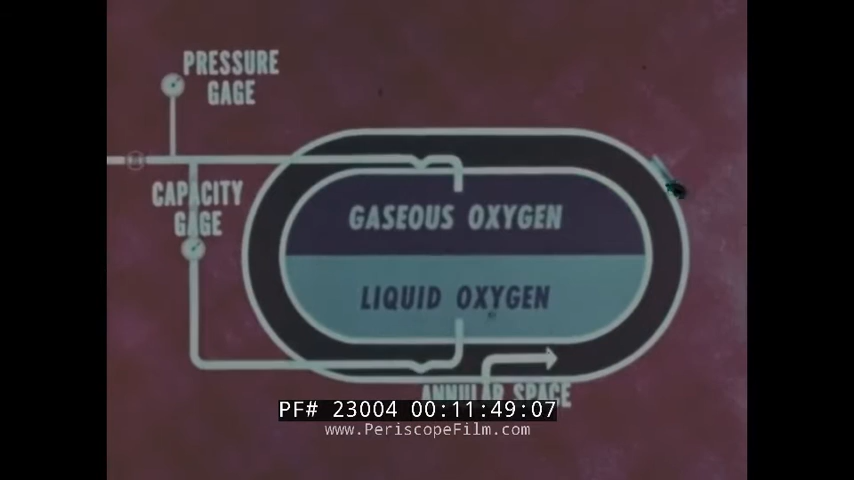 PRESSURE
GAGE
CAPACITY
GAGE
GASEOUS OXYGEN
LIQUID OXYGEN
ANNULAR SPACE
PF# 23004 00:11:49:07
www.PeriscopeFilm.com